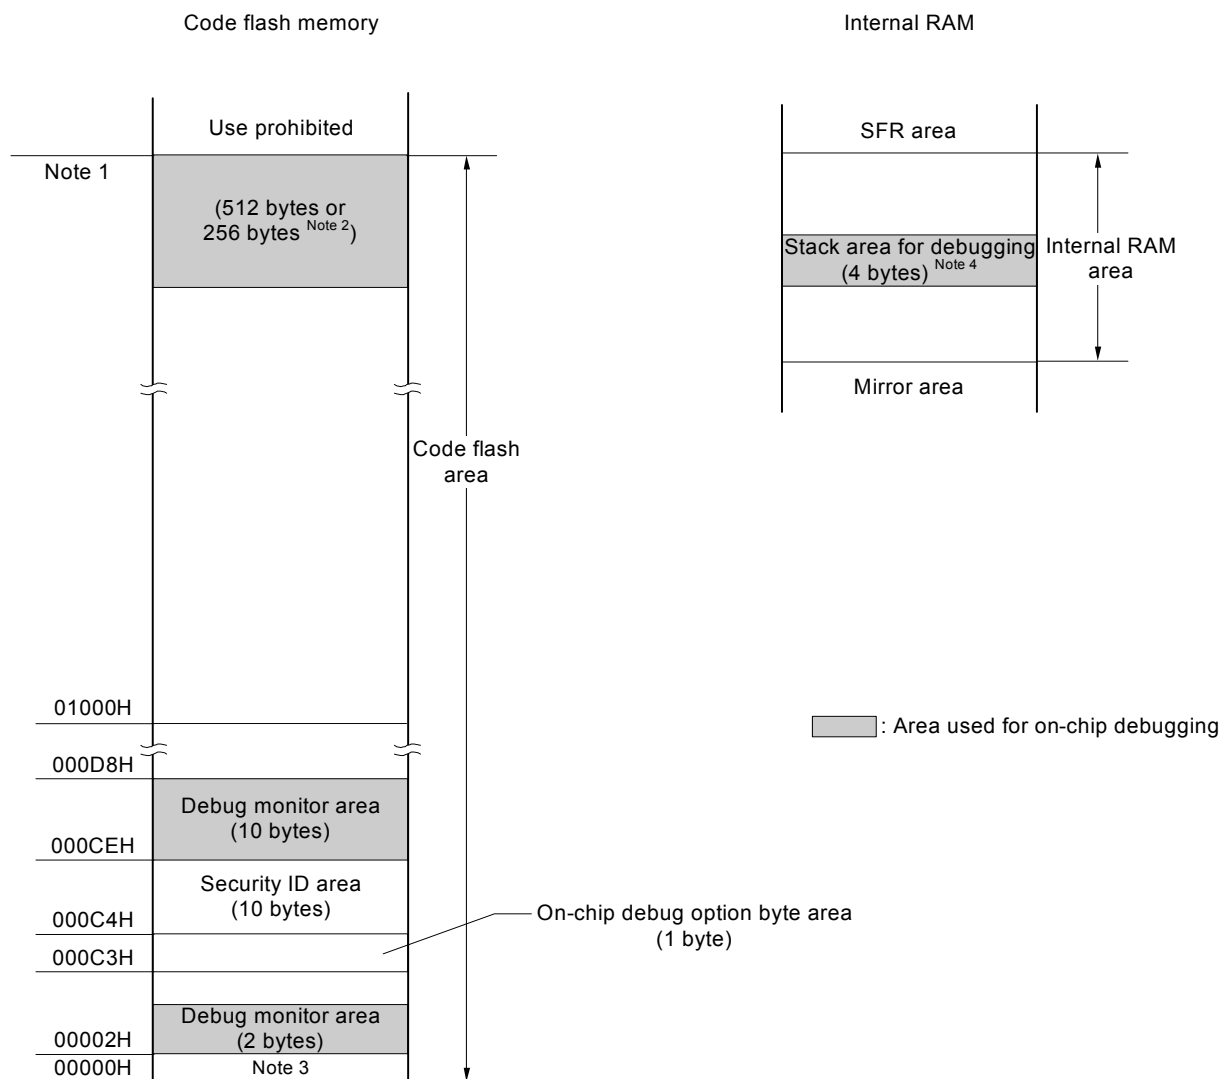 Code flash memory
Internal RAM
Use prohibited
Note 1
(512 bytes or
256 bytes Note 2)
SFR area
Stack area for debugging
(4 bytes) Note 4
Internal RAM
area
Mirror area
Code flash
area
01000H
: Area used for on-chip debugging
000D8H
Debug monitor area
(10 bytes)
000CEH
Security ID area
(10 bytes)
000C4H
On-chip debug option byte area
(1 byte)
000C3H
Debug monitor area
(2 bytes)
00002H
00000H
Note 3